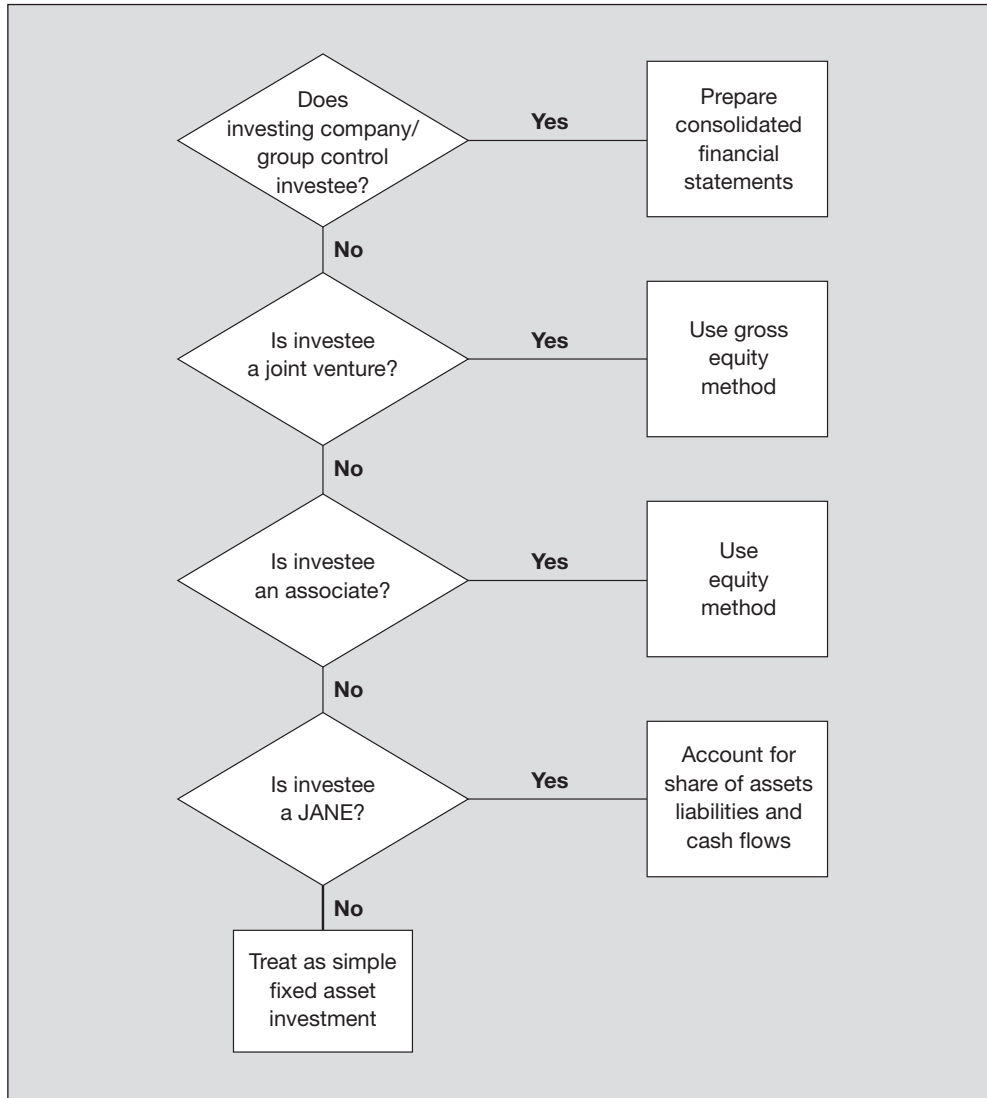 Does
investing company/
group control
investee?
Yes
Prepare
consolidated
financial
statements
No
Is investee
a joint venture?
Yes
Use gross
equity
method
No
Is investee
an associate?
Yes
Use
equity
method
No
Is investee
a JANE?
Yes
Account for
share of assets
liabilities and
cash flows
No
Treat as simple
fixed asset
investment